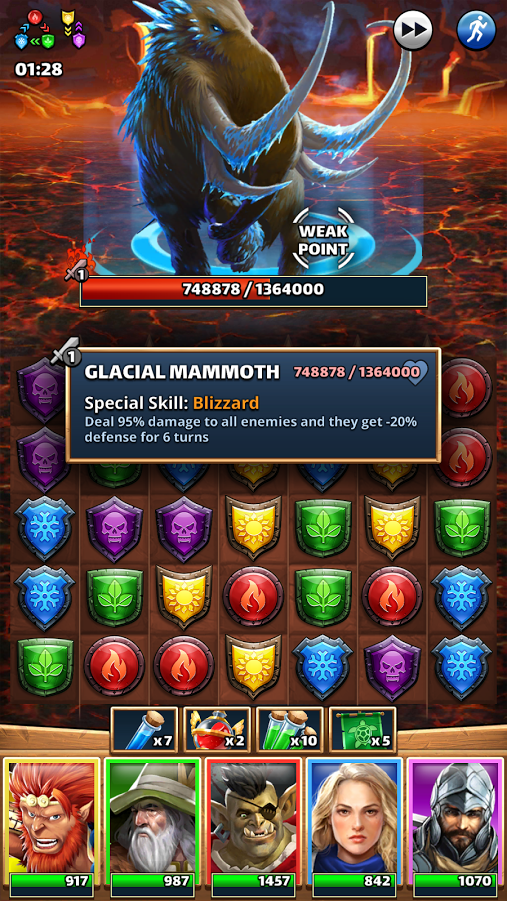 01:28
WEAK
POINT
1
748878 / 1364000
1
GLACIAL MAMMOTH 748878 / 1364000
Special Skill: Blizzard
Deal 95% damage to all enemies and they get -20%
defense for 6 turns
x7 x2 x10 x5
917 987 1457 842 1070